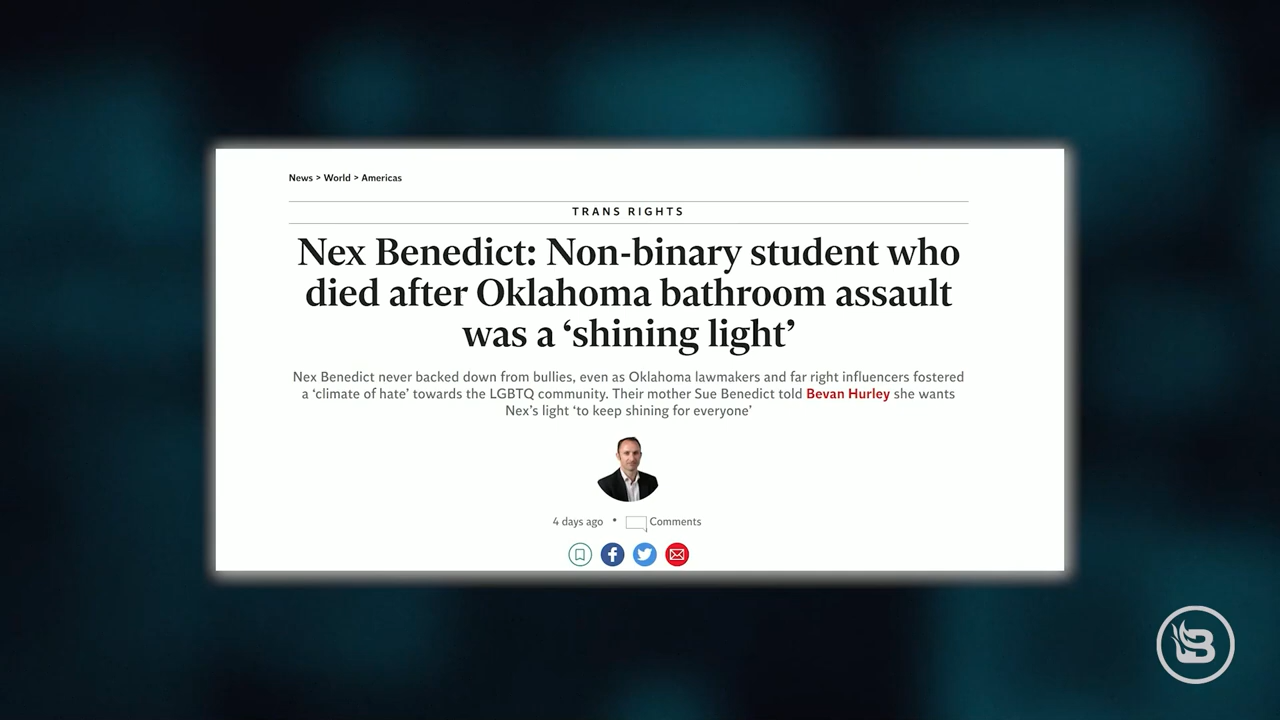 News > World > Americas
TRANS RIGHTS
Nex Benedict: Non-binary student who
died after Oklahoma bathroom assault
was a ‘shining light’
Nex Benedict never backed down from bullies, even as Oklahoma lawmakers and far right influencers fostered
a ‘climate of hate’ towards the LGBTQ community. Their mother Sue Benedict told Bevan Hurley she wants
Nex’s light ‘to keep shining for everyone’
4 days ago • Comments
f
B